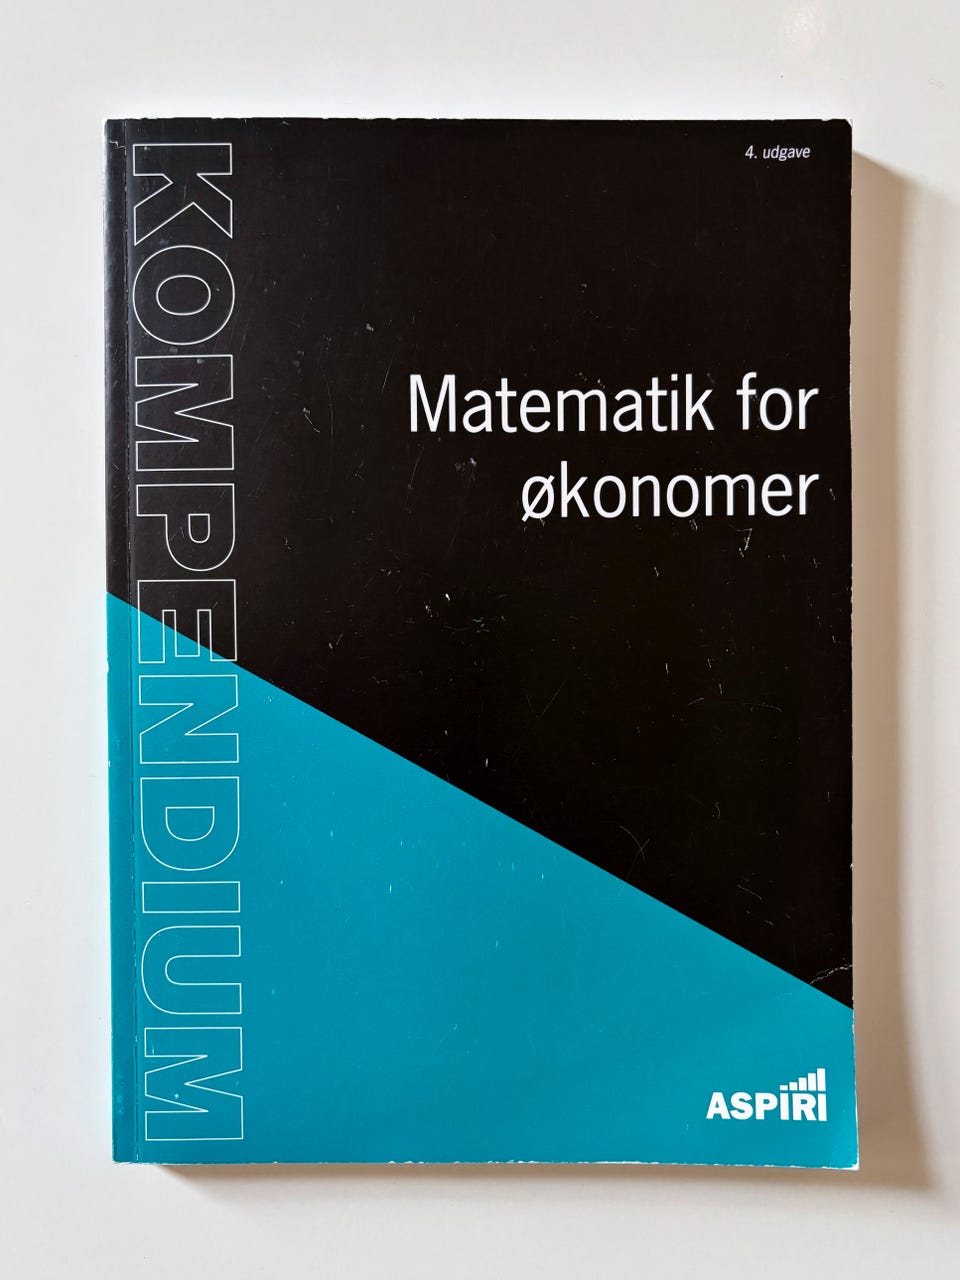 4. udgave
KOMPENDIUM
Matematik for
økonomer
ASPIRI